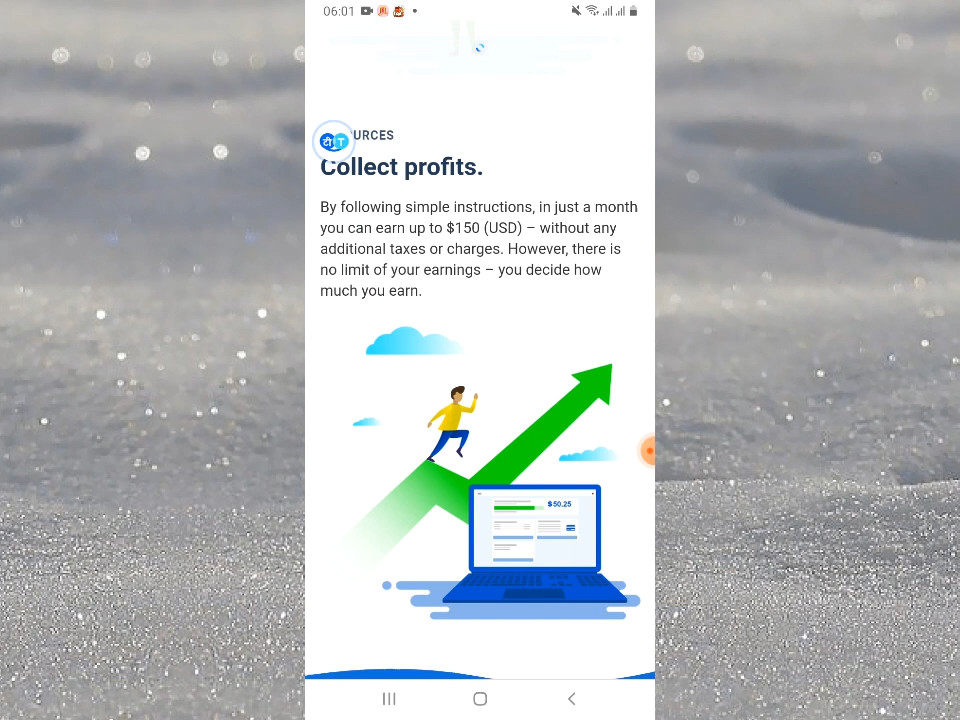 06:01
URCES
Collect profits.
By following simple instructions, in just a month
you can earn up to $150 (USD) – without any
additional taxes or charges. However, there is
no limit of your earnings – you decide how
much you earn.
$50.25